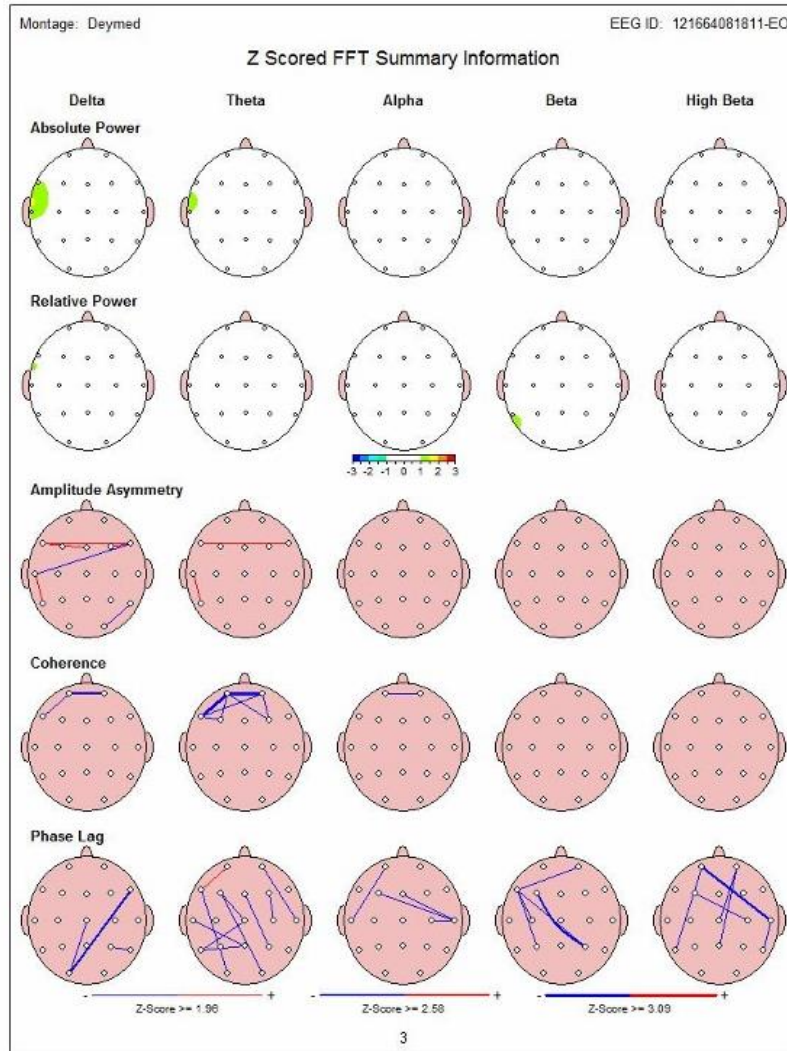 Montage: Deymed EEG ID: 121664081811-EO
Z Scored FFT Summary Information
Delta Theta Alpha Beta High Beta
Absolute Power
Relative Power
-3 -2 -1 0 1 2 3
Amplitude Asymmetry
Coherence
Phase Lag
- + - + - +
Z-Score >= 1.96 Z-Score >= 2.58 Z-Score >= 3.09
3